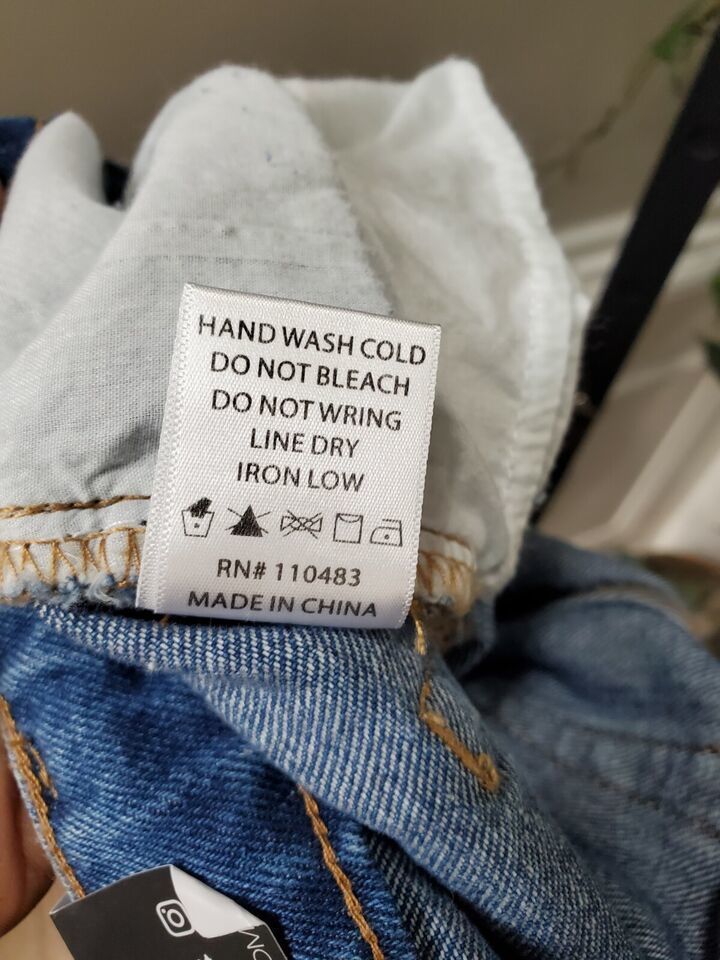 HAND WASH COLD
DO NOT BLEACH
DO NOT WRING
LINE DRY
IRON LOW
RN# 110483
MADE IN CHINA